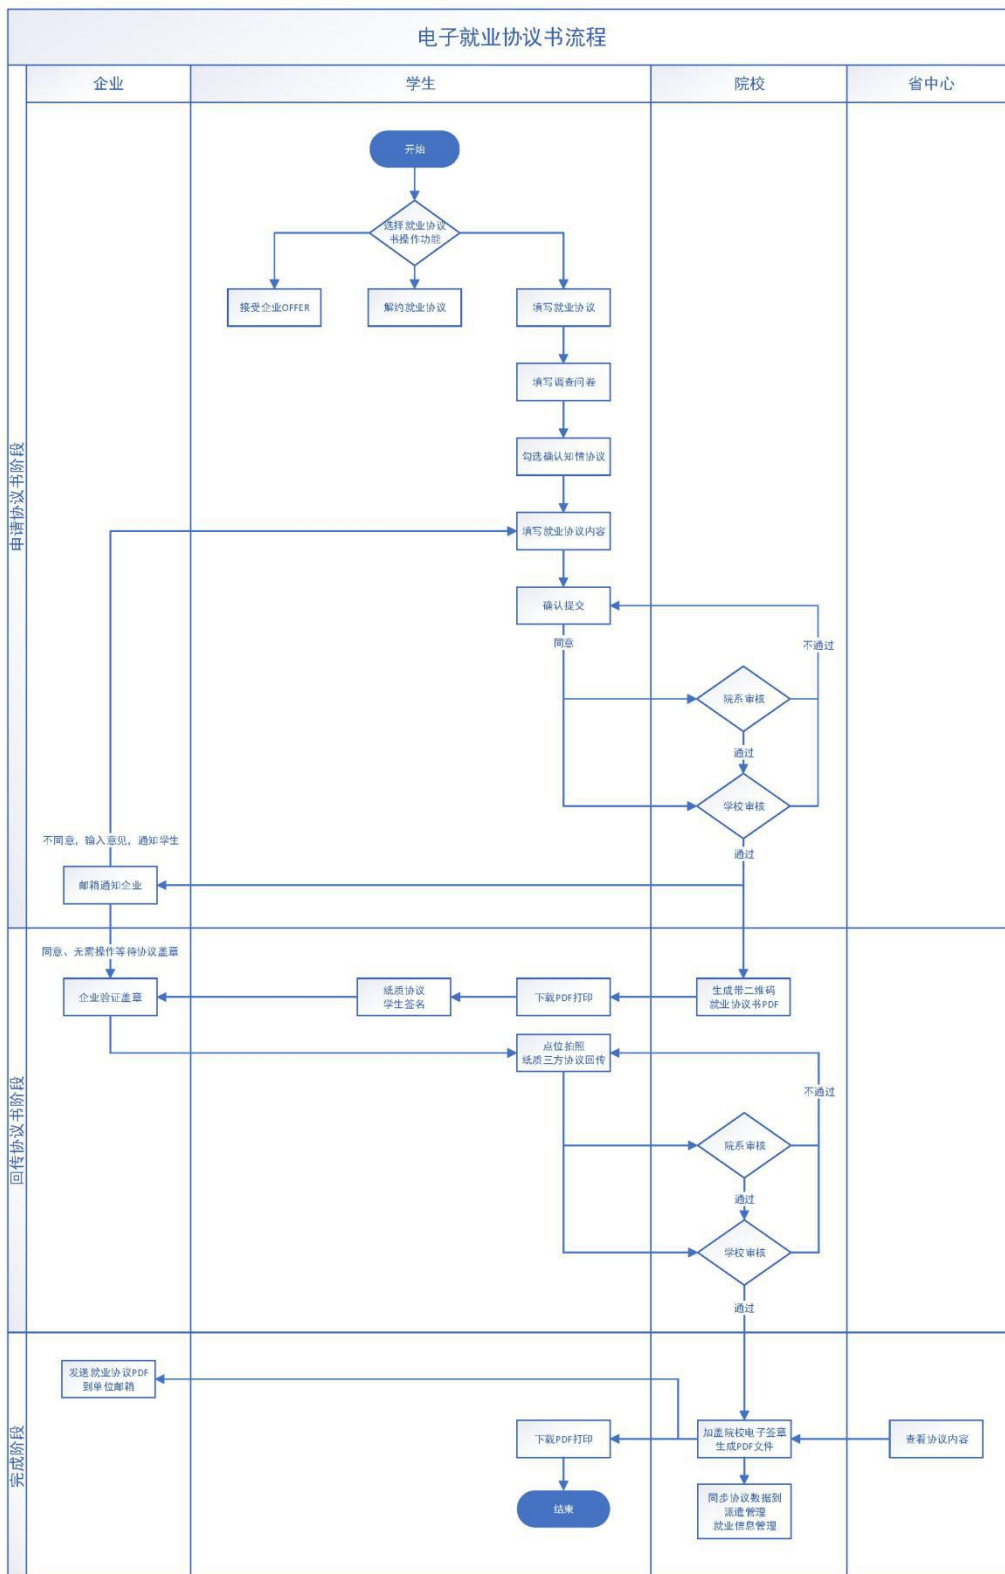 电子就业协议书流程
企业
学生
院校
省中心
申请协议书阶段
开始
选择就业协议
书操作功能
接受企业OFFER
解约就业协议
填写就业协议
填写调查问卷
勾选确认知情协议
填写就业协议内容
确认提交
同意
不通过
院系审核
通过
学校审核
不同意，输入意见，通知学生
通过
邮箱通知企业
回传协议书阶段
同意、无需操作等待协议盖章
企业验证盖章
纸质协议
学生签名
下载PDF打印
生成带二维码
就业协议书PDF
点位拍照
纸质三方协议回传
不通过
院系审核
通过
学校审核
通过
完成阶段
发送就业协议PDF
到单位邮箱
下载PDF打印
加盖院校电子签章
生成PDF文件
查看协议内容
结束
同步协议数据到
派遣管理
就业信息管理